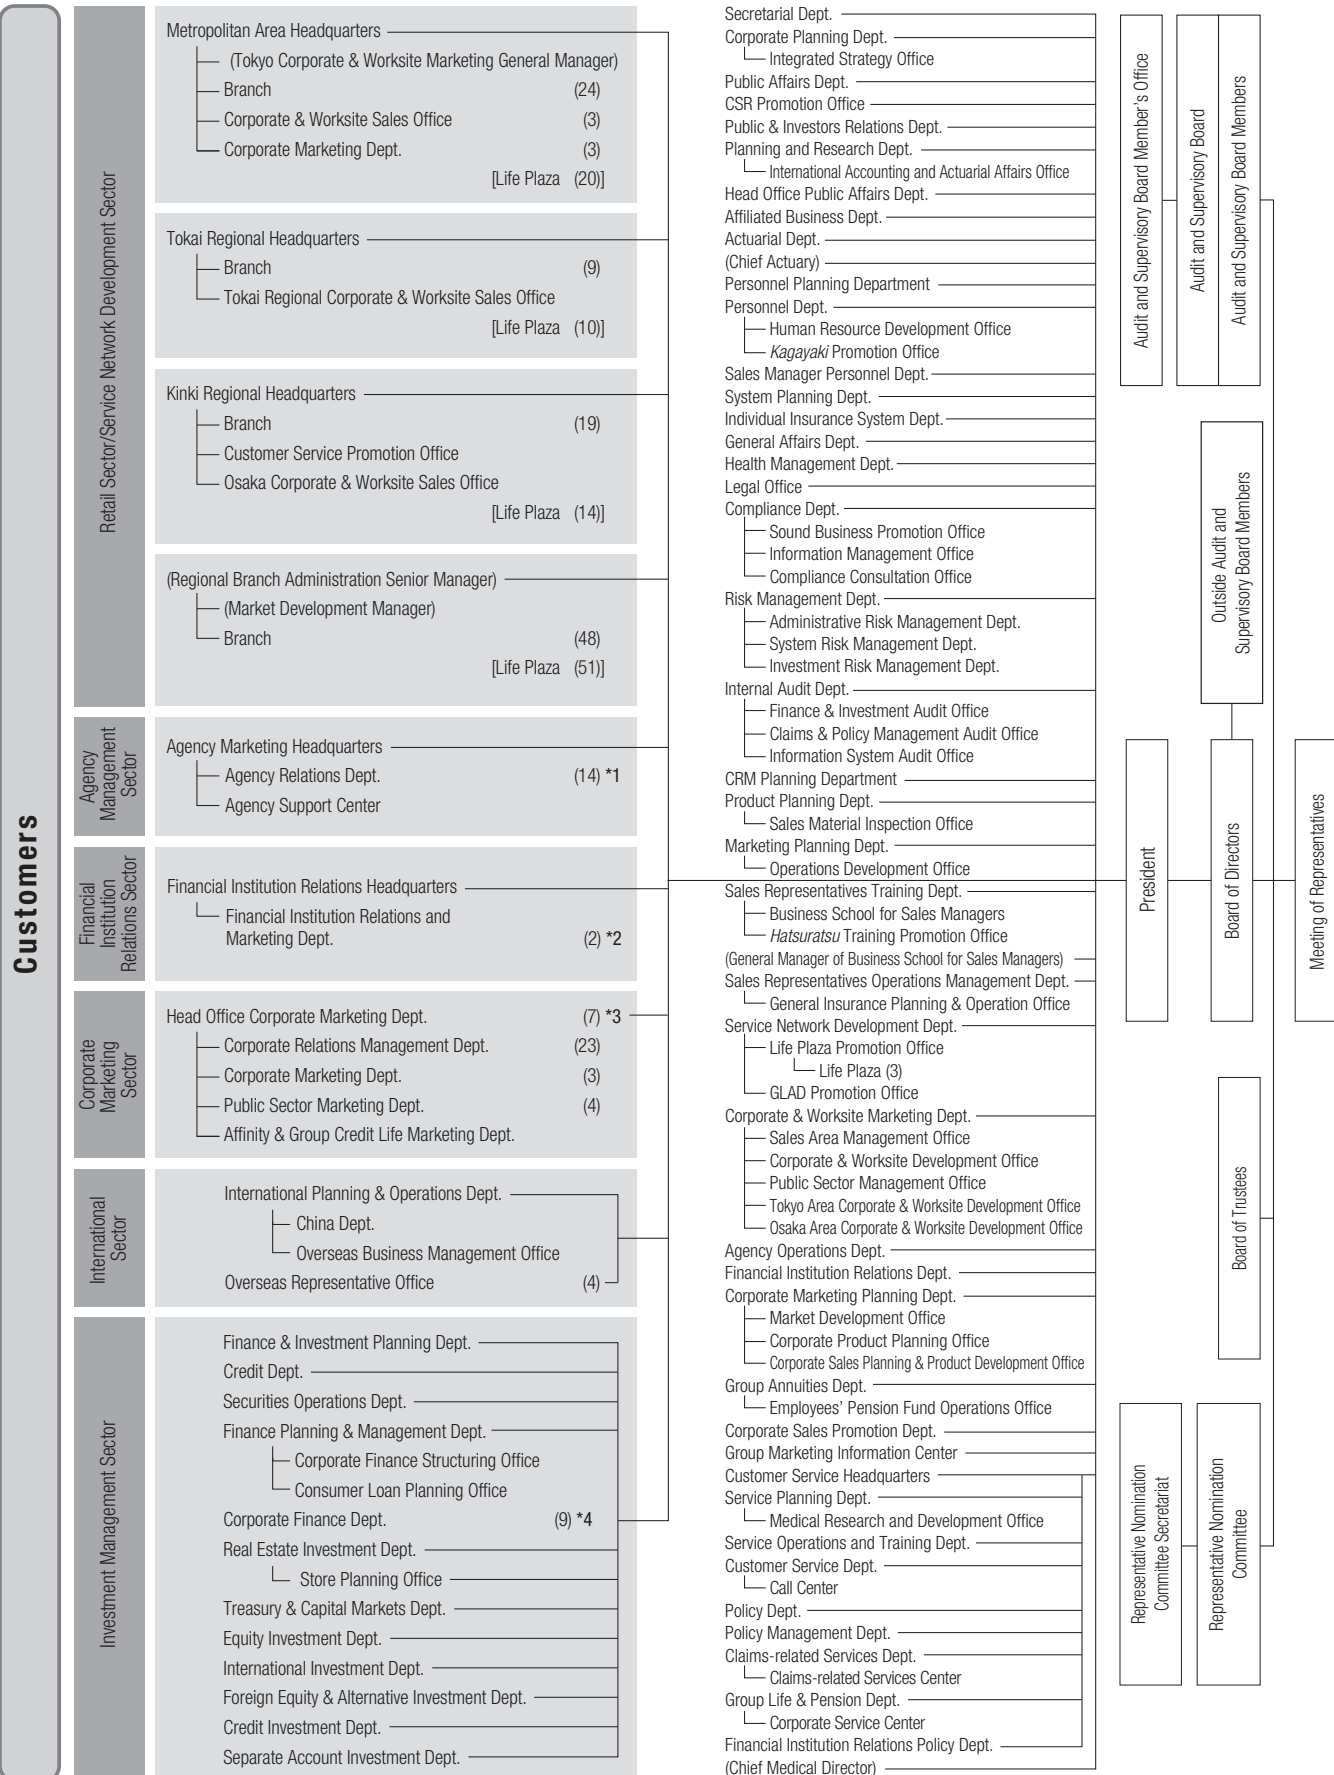 Customers
Retail Sector/Service Network Development Sector
Metropolitan Area Headquarters
(Tokyo Corporate & Worksite Marketing General Manager)
Branch (24)
Corporate & Worksite Sales Office (3)
Corporate Marketing Dept. (3)
[Life Plaza (20)]
Tokai Regional Headquarters
Branch (9)
Tokai Regional Corporate & Worksite Sales Office
[Life Plaza (10)]
Kinki Regional Headquarters
Branch (19)
Customer Service Promotion Office
Osaka Corporate & Worksite Sales Office
[Life Plaza (14)]
(Regional Branch Administration Senior Manager)
(Market Development Manager)
Branch (48)
[Life Plaza (51)]
Agency
Management
Sector
Agency Marketing Headquarters
Agency Relations Dept. (14) *1
Agency Support Center
Financial
Institution
Relations Sector
Financial Institution Relations Headquarters
Financial Institution Relations and
Marketing Dept. (2) *2
Corporate
Marketing
Sector
Head Office Corporate Marketing Dept. (7) *3
Corporate Relations Management Dept. (23)
Corporate Marketing Dept. (3)
Public Sector Marketing Dept. (4)
Affinity & Group Credit Life Marketing Dept.
International
Sector
International Planning & Operations Dept.
China Dept.
Overseas Business Management Office
Overseas Representative Office (4)
Investment Management Sector
Finance & Investment Planning Dept.
Credit Dept.
Securities Operations Dept.
Finance Planning & Management Dept.
Corporate Finance Structuring Office
Consumer Loan Planning Office
Corporate Finance Dept. (9) *4
Real Estate Investment Dept.
Store Planning Office
Treasury & Capital Markets Dept.
Equity Investment Dept.
International Investment Dept.
Foreign Equity & Alternative Investment Dept.
Credit Investment Dept.
Separate Account Investment Dept.
Secretarial Dept.
Corporate Planning Dept.
Integrated Strategy Office
Public Affairs Dept.
CSR Promotion Office
Public & Investors Relations Dept.
Planning and Research Dept.
International Accounting and Actuarial Affairs Office
Head Office Public Affairs Dept.
Affiliated Business Dept.
Actuarial Dept.
(Chief Actuary)
Personnel Planning Department
Personnel Dept.
Human Resource Development Office
Kagayaki Promotion Office
Sales Manager Personnel Dept.
System Planning Dept.
Individual Insurance System Dept.
General Affairs Dept.
Health Management Dept.
Legal Office
Compliance Dept.
Sound Business Promotion Office
Information Management Office
Compliance Consultation Office
Risk Management Dept.
Administrative Risk Management Dept.
System Risk Management Dept.
Investment Risk Management Dept.
Internal Audit Dept.
Finance & Investment Audit Office
Claims & Policy Management Audit Office
Information System Audit Office
CRM Planning Department
Product Planning Dept.
Sales Material Inspection Office
Marketing Planning Dept.
Operations Development Office
Sales Representatives Training Dept.
Business School for Sales Managers
Hatsuratsu Training Promotion Office
(General Manager of Business School for Sales Managers)
Sales Representatives Operations Management Dept.
General Insurance Planning & Operation Office
Service Network Development Dept.
Life Plaza Promotion Office
Life Plaza (3)
GLAD Promotion Office
Corporate & Worksite Marketing Dept.
Sales Area Management Office
Corporate & Worksite Development Office
Public Sector Management Office
Tokyo Area Corporate & Worksite Development Office
Osaka Area Corporate & Worksite Development Office
Agency Operations Dept.
Financial Institution Relations Dept.
Corporate Marketing Planning Dept.
Market Development Office
Corporate Product Planning Office
Corporate Sales Planning & Product Development Office
Group Annuities Dept.
Employees' Pension Fund Operations Office
Corporate Sales Promotion Dept.
Group Marketing Information Center
Customer Service Headquarters
Service Planning Dept.
Medical Research and Development Office
Service Operations and Training Dept.
Customer Service Dept.
Call Center
Policy Dept.
Policy Management Dept.
Claims-related Services Dept.
Claims-related Services Center
Group Life & Pension Dept.
Corporate Service Center
Financial Institution Relations Policy Dept.
(Chief Medical Director)
Audit and Supervisory Board Member's Office
Audit and Supervisory Board
Audit and Supervisory Board Members
Outside Audit and
Supervisory Board Members
President
Board of Directors
Meeting of Representatives
Board of Trustees
Representative Nomination
Committee Secretariat
Representative Nomination
Committee